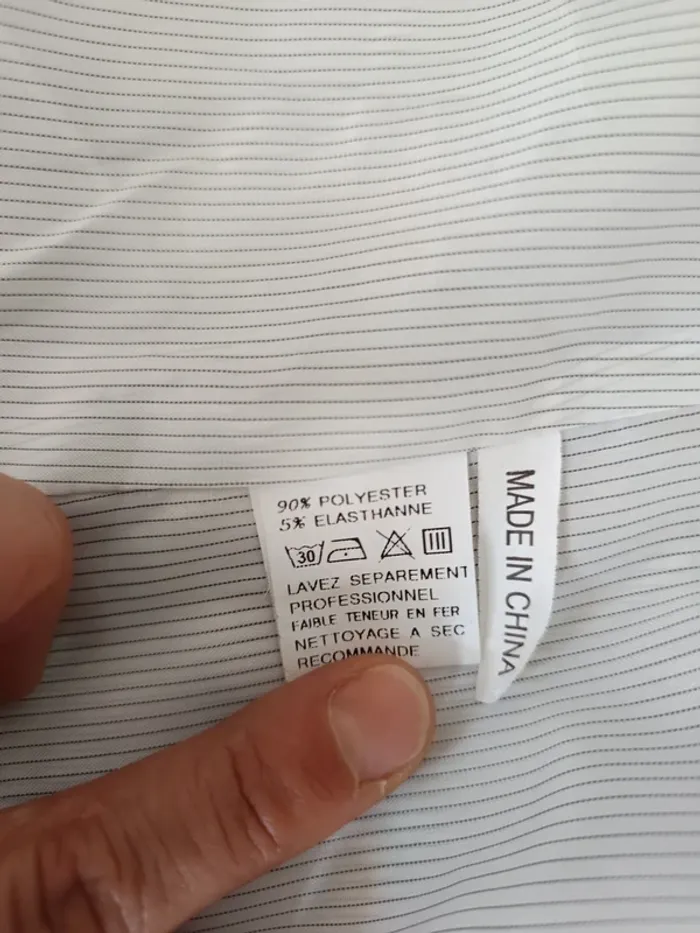 90% POLYESTER
5% ELASTHANNE
30
LAVEZ SEPAREMENT
PROFESSIONNEL
FAIBLE TENEUR EN FER
NETTOYAGE A SEC
RECOMMANDE
MADE IN CHINA